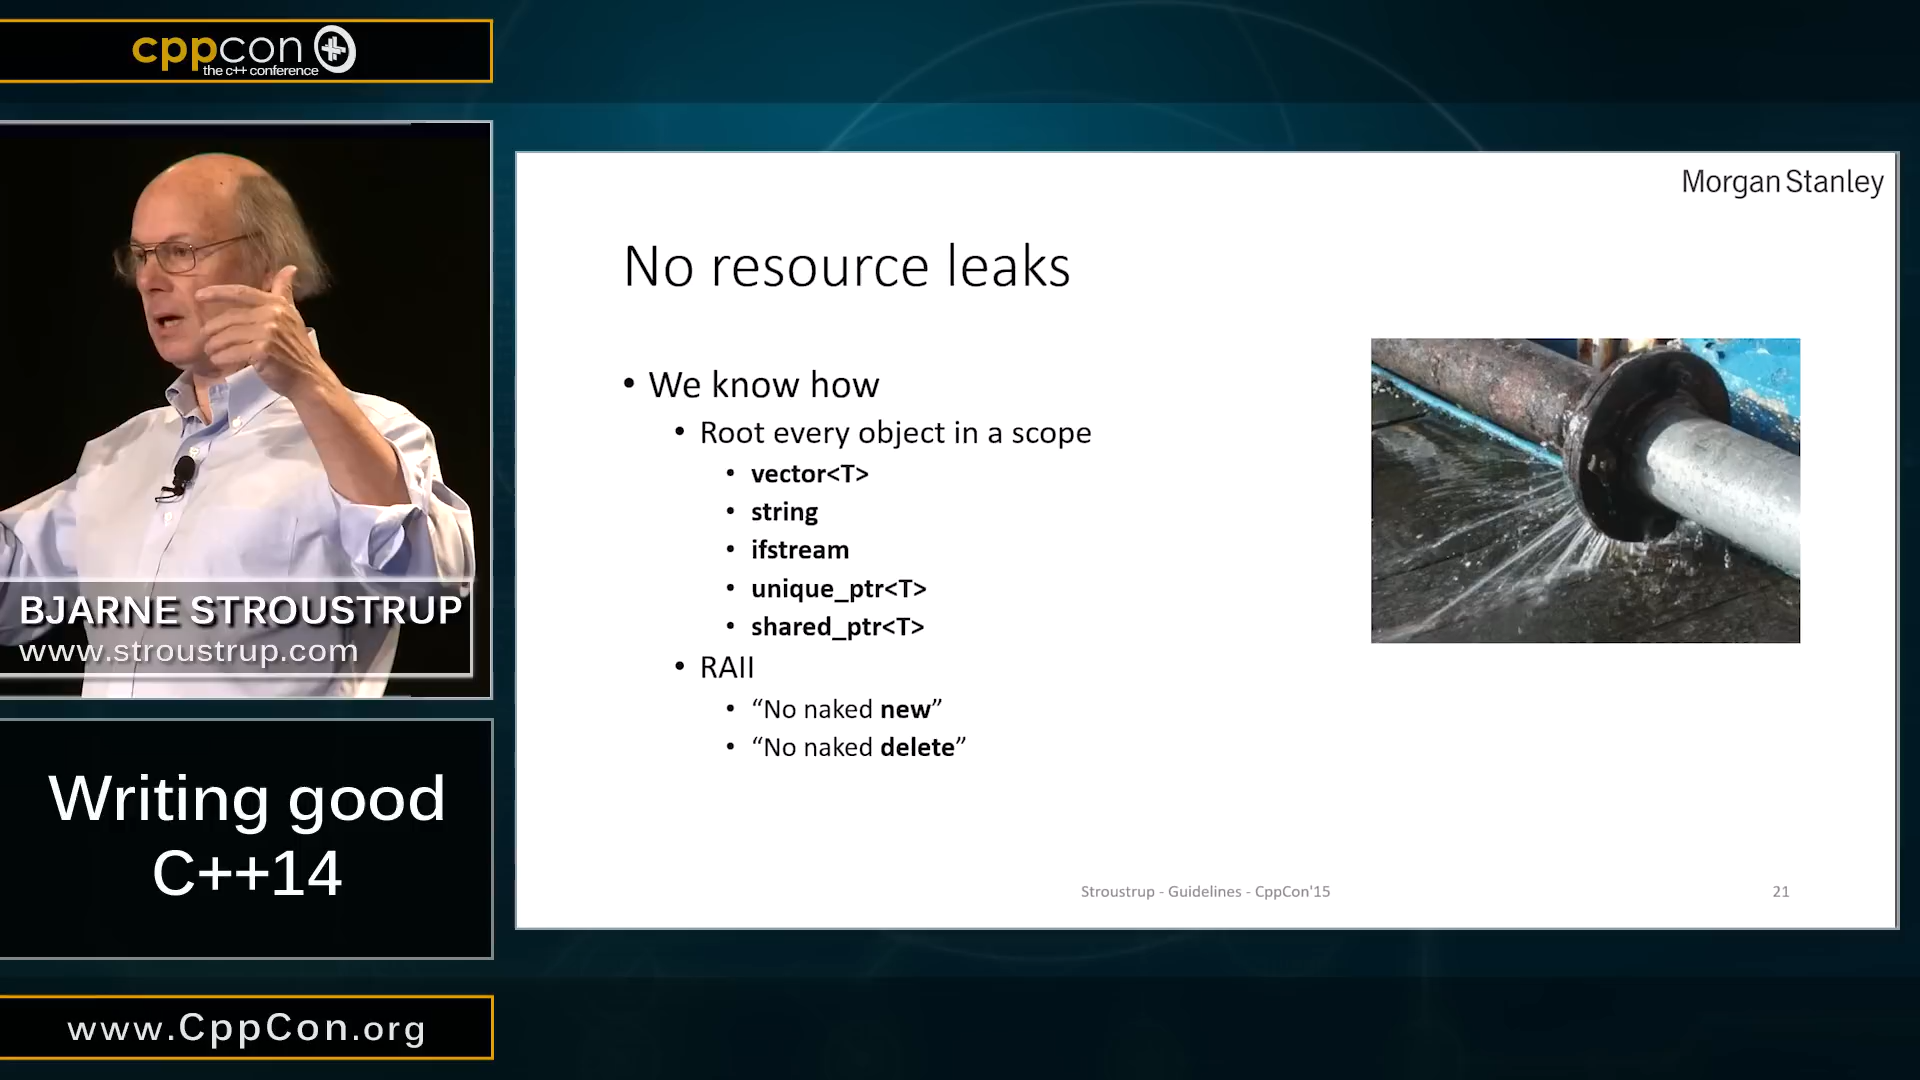 cppcon
the c++ conference
BJARNE STROUSTRUP
www.stroustrup.com
Writing good
C++14
www.CppCon.org
Morgan Stanley
No resource leaks
• We know how
• Root every object in a scope
• vector<T>
• string
• ifstream
• unique_ptr<T>
• shared_ptr<T>
• RAII
• “No naked new”
• “No naked delete”
Stroustrup - Guidelines - CppCon'15
21